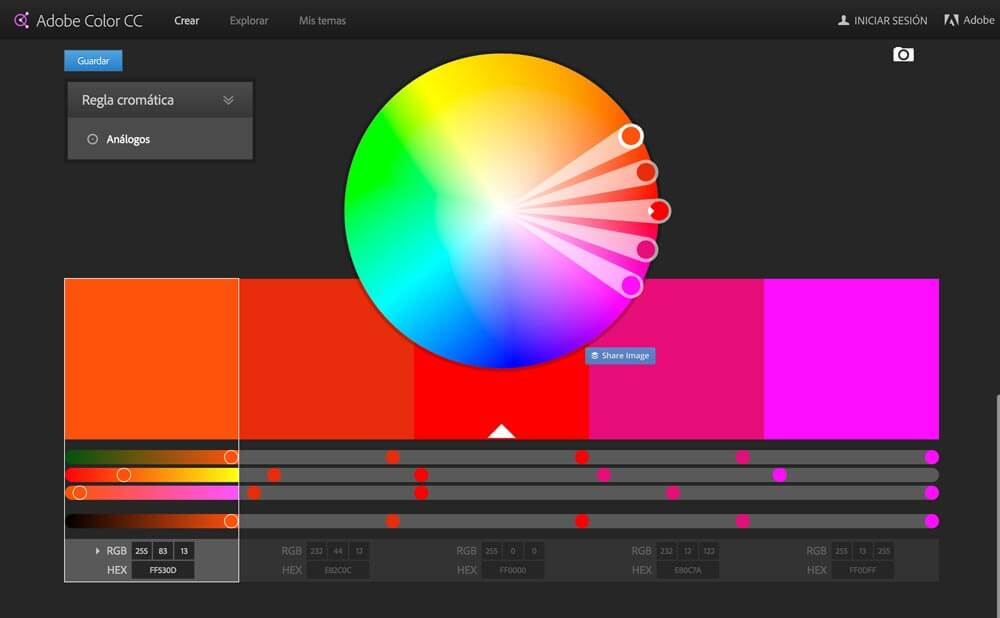 Adobe Color CC Crear Explorar Mis temas INICIAR SESIÓN Adobe
Guardar
Regla cromática
Análogos
Share Image
RGB 255 83 13 RGB 232 44 12 RGB 255 0 0 RGB 232 12 122 RGB 255 13 255
HEX FF530D HEX E82C0C HEX FF0000 HEX E80C7A HEX FF0DFF